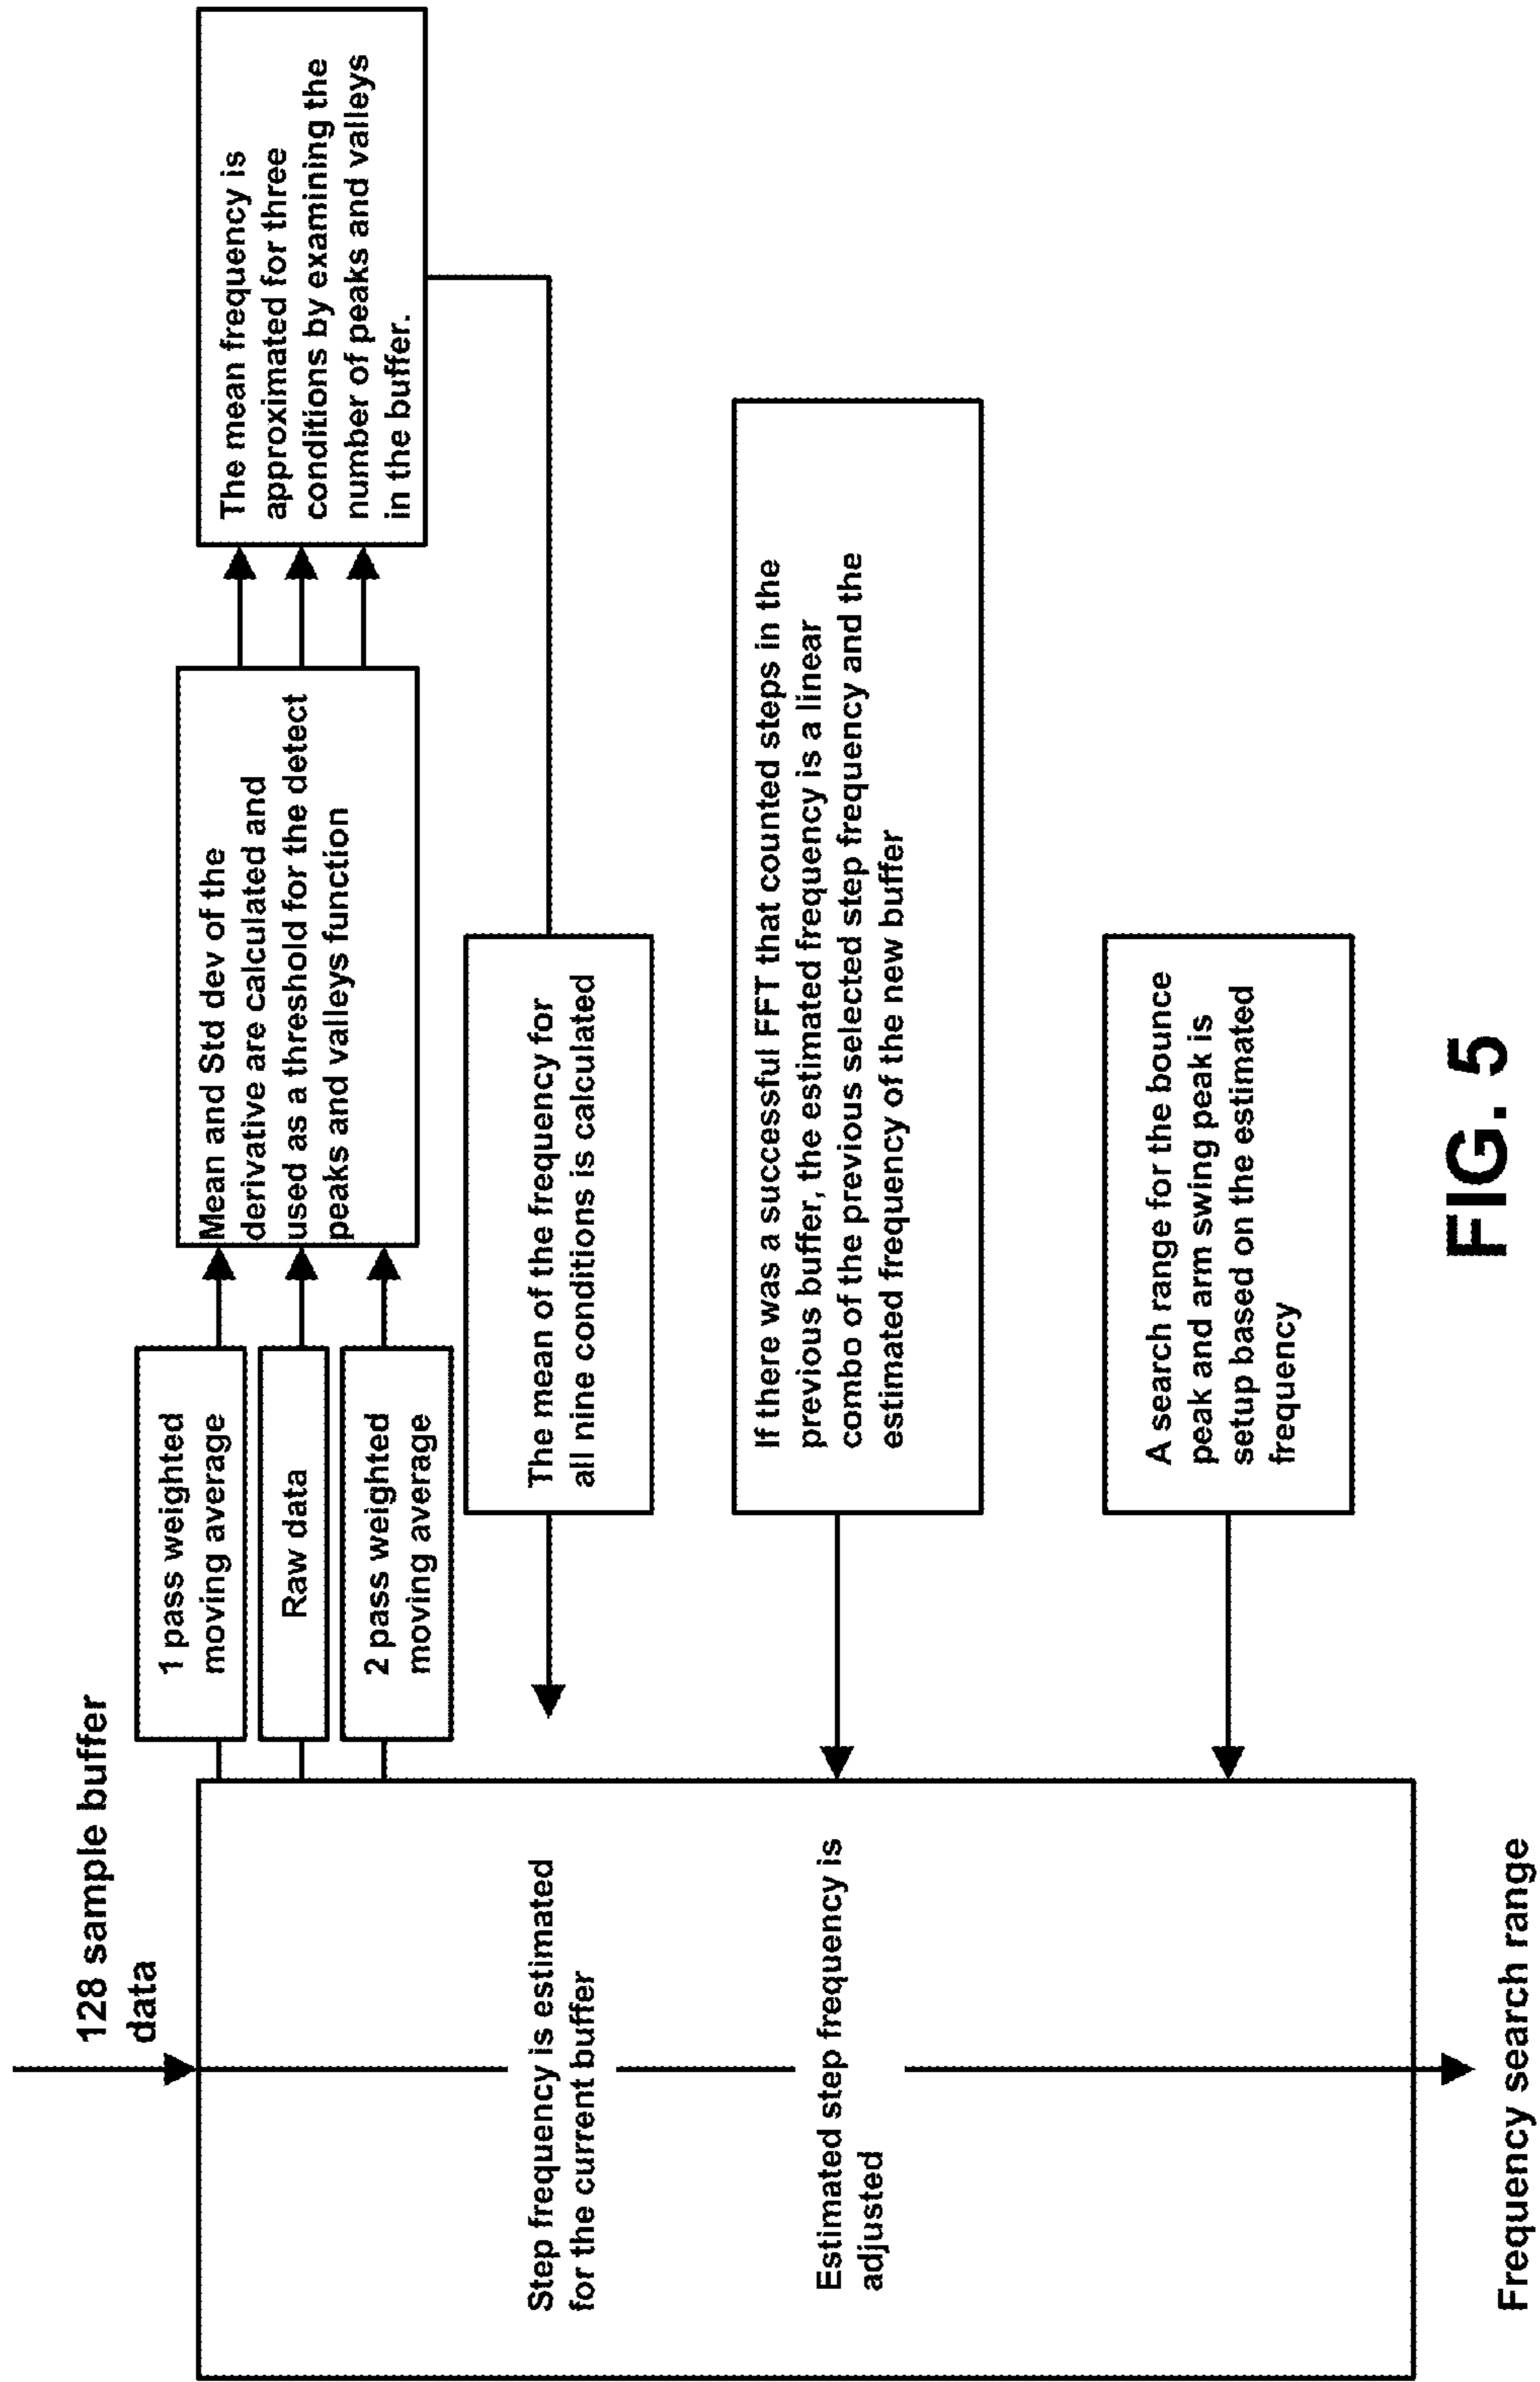 128 sample buffer
data
1 pass weighted
moving average
Raw data
2 pass weighted
moving average
Mean and Std dev of the
derivative are calculated and
used as a threshold for the detect
peaks and valleys function
The mean frequency is
approximated for three
conditions by examining the
number of peaks and valleys
in the buffer.
Step frequency is estimated
for the current buffer
The mean of the frequency for
all nine conditions is calculated
Estimated step frequency is
adjusted
If there was a successful FFT that counted steps in the
previous buffer, the estimated frequency is a linear
combo of the previous selected step frequency and the
estimated frequency of the new buffer
A search range for the bounce
peak and arm swing peak is
setup based on the estimated
frequency
Frequency search range
FIG. 5